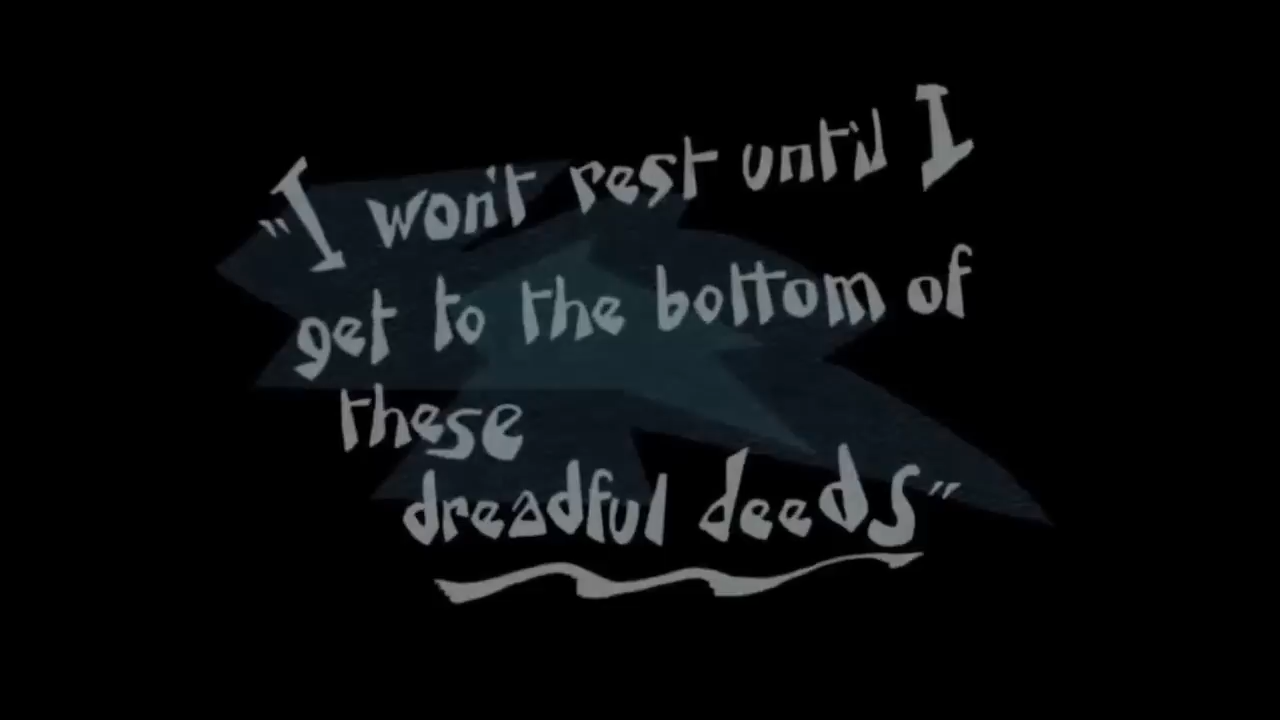 "I won't rest until I
get to the bottom of
these
dreadful deeds"